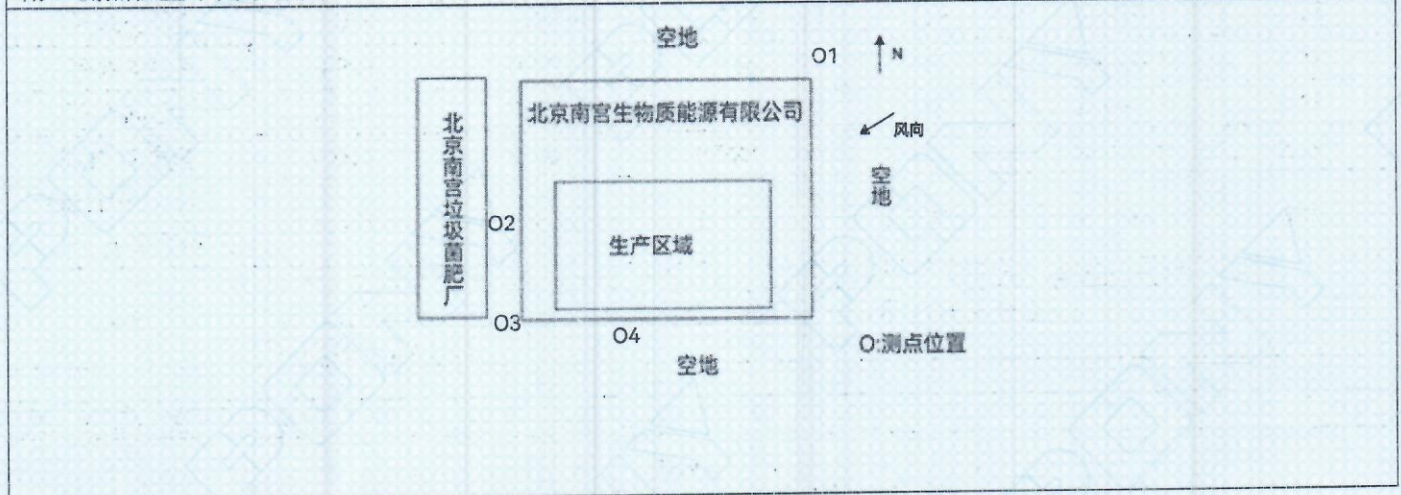 空地
O1
N
北京南宫生物质能源有限公司
风向
北京南宫垃圾菌肥厂
空地
O2
生产区域
O3
O4
O:测点位置
空地